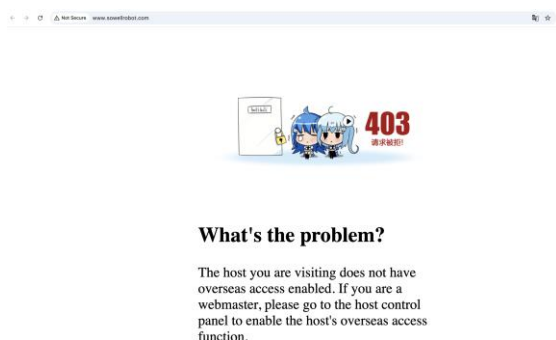 Not Secure www.sowellrobot.com
403
请求被拒!
What's the problem?
The host you are visiting does not have
overseas access enabled. If you are a
webmaster, please go to the host control
panel to enable the host's overseas access
function.